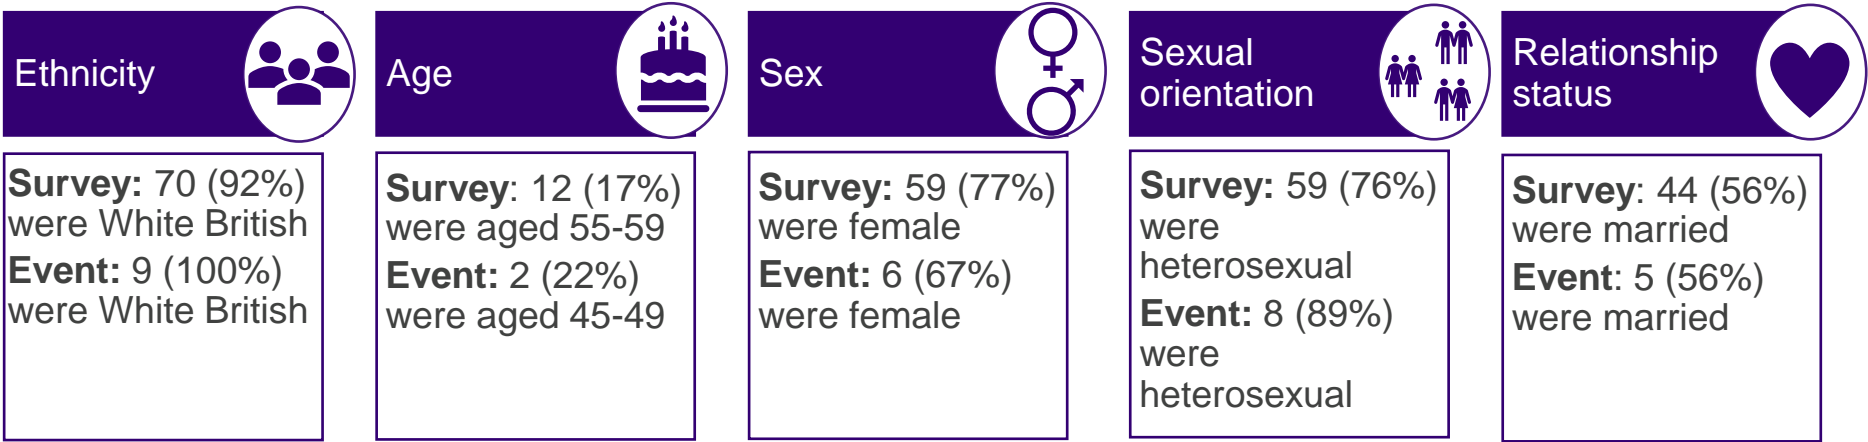 Ethnicity
Survey: 70 (92%)
were White British
Event: 9 (100%)
were White British
Age
Survey: 12 (17%)
were aged 55-59
Event: 2 (22%)
were aged 45-49
Sex
Survey: 59 (77%)
were female
Event: 6 (67%)
were female
Sexual
orientation
Survey: 59 (76%)
were
heterosexual
Event: 8 (89%)
were
heterosexual
Relationship
status
Survey: 44 (56%)
were married
Event: 5 (56%)
were married